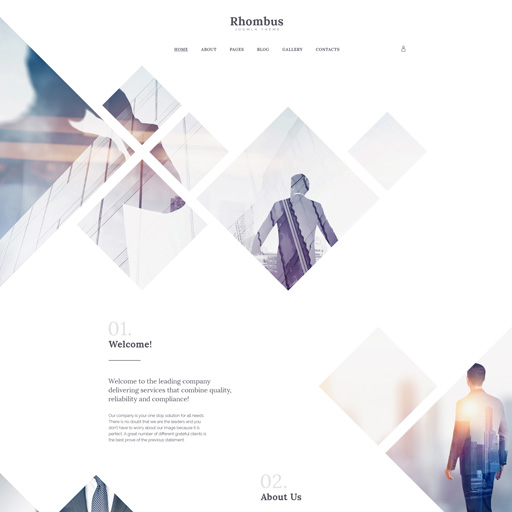 Rhombus
JOOMLA THEME
HOME ABOUT PAGES BLOG GALLERY CONTACTS
01.
Welcome!
Welcome to the leading company
delivering services that combine quality,
reliability and compliance!
Our company is your one stop solution for all needs.
There is no doubt that we are the leaders and you
don't have to worry about our image because it is
perfect. A great number of different grateful clients is
the best prove of the previous statement!
02.
About Us